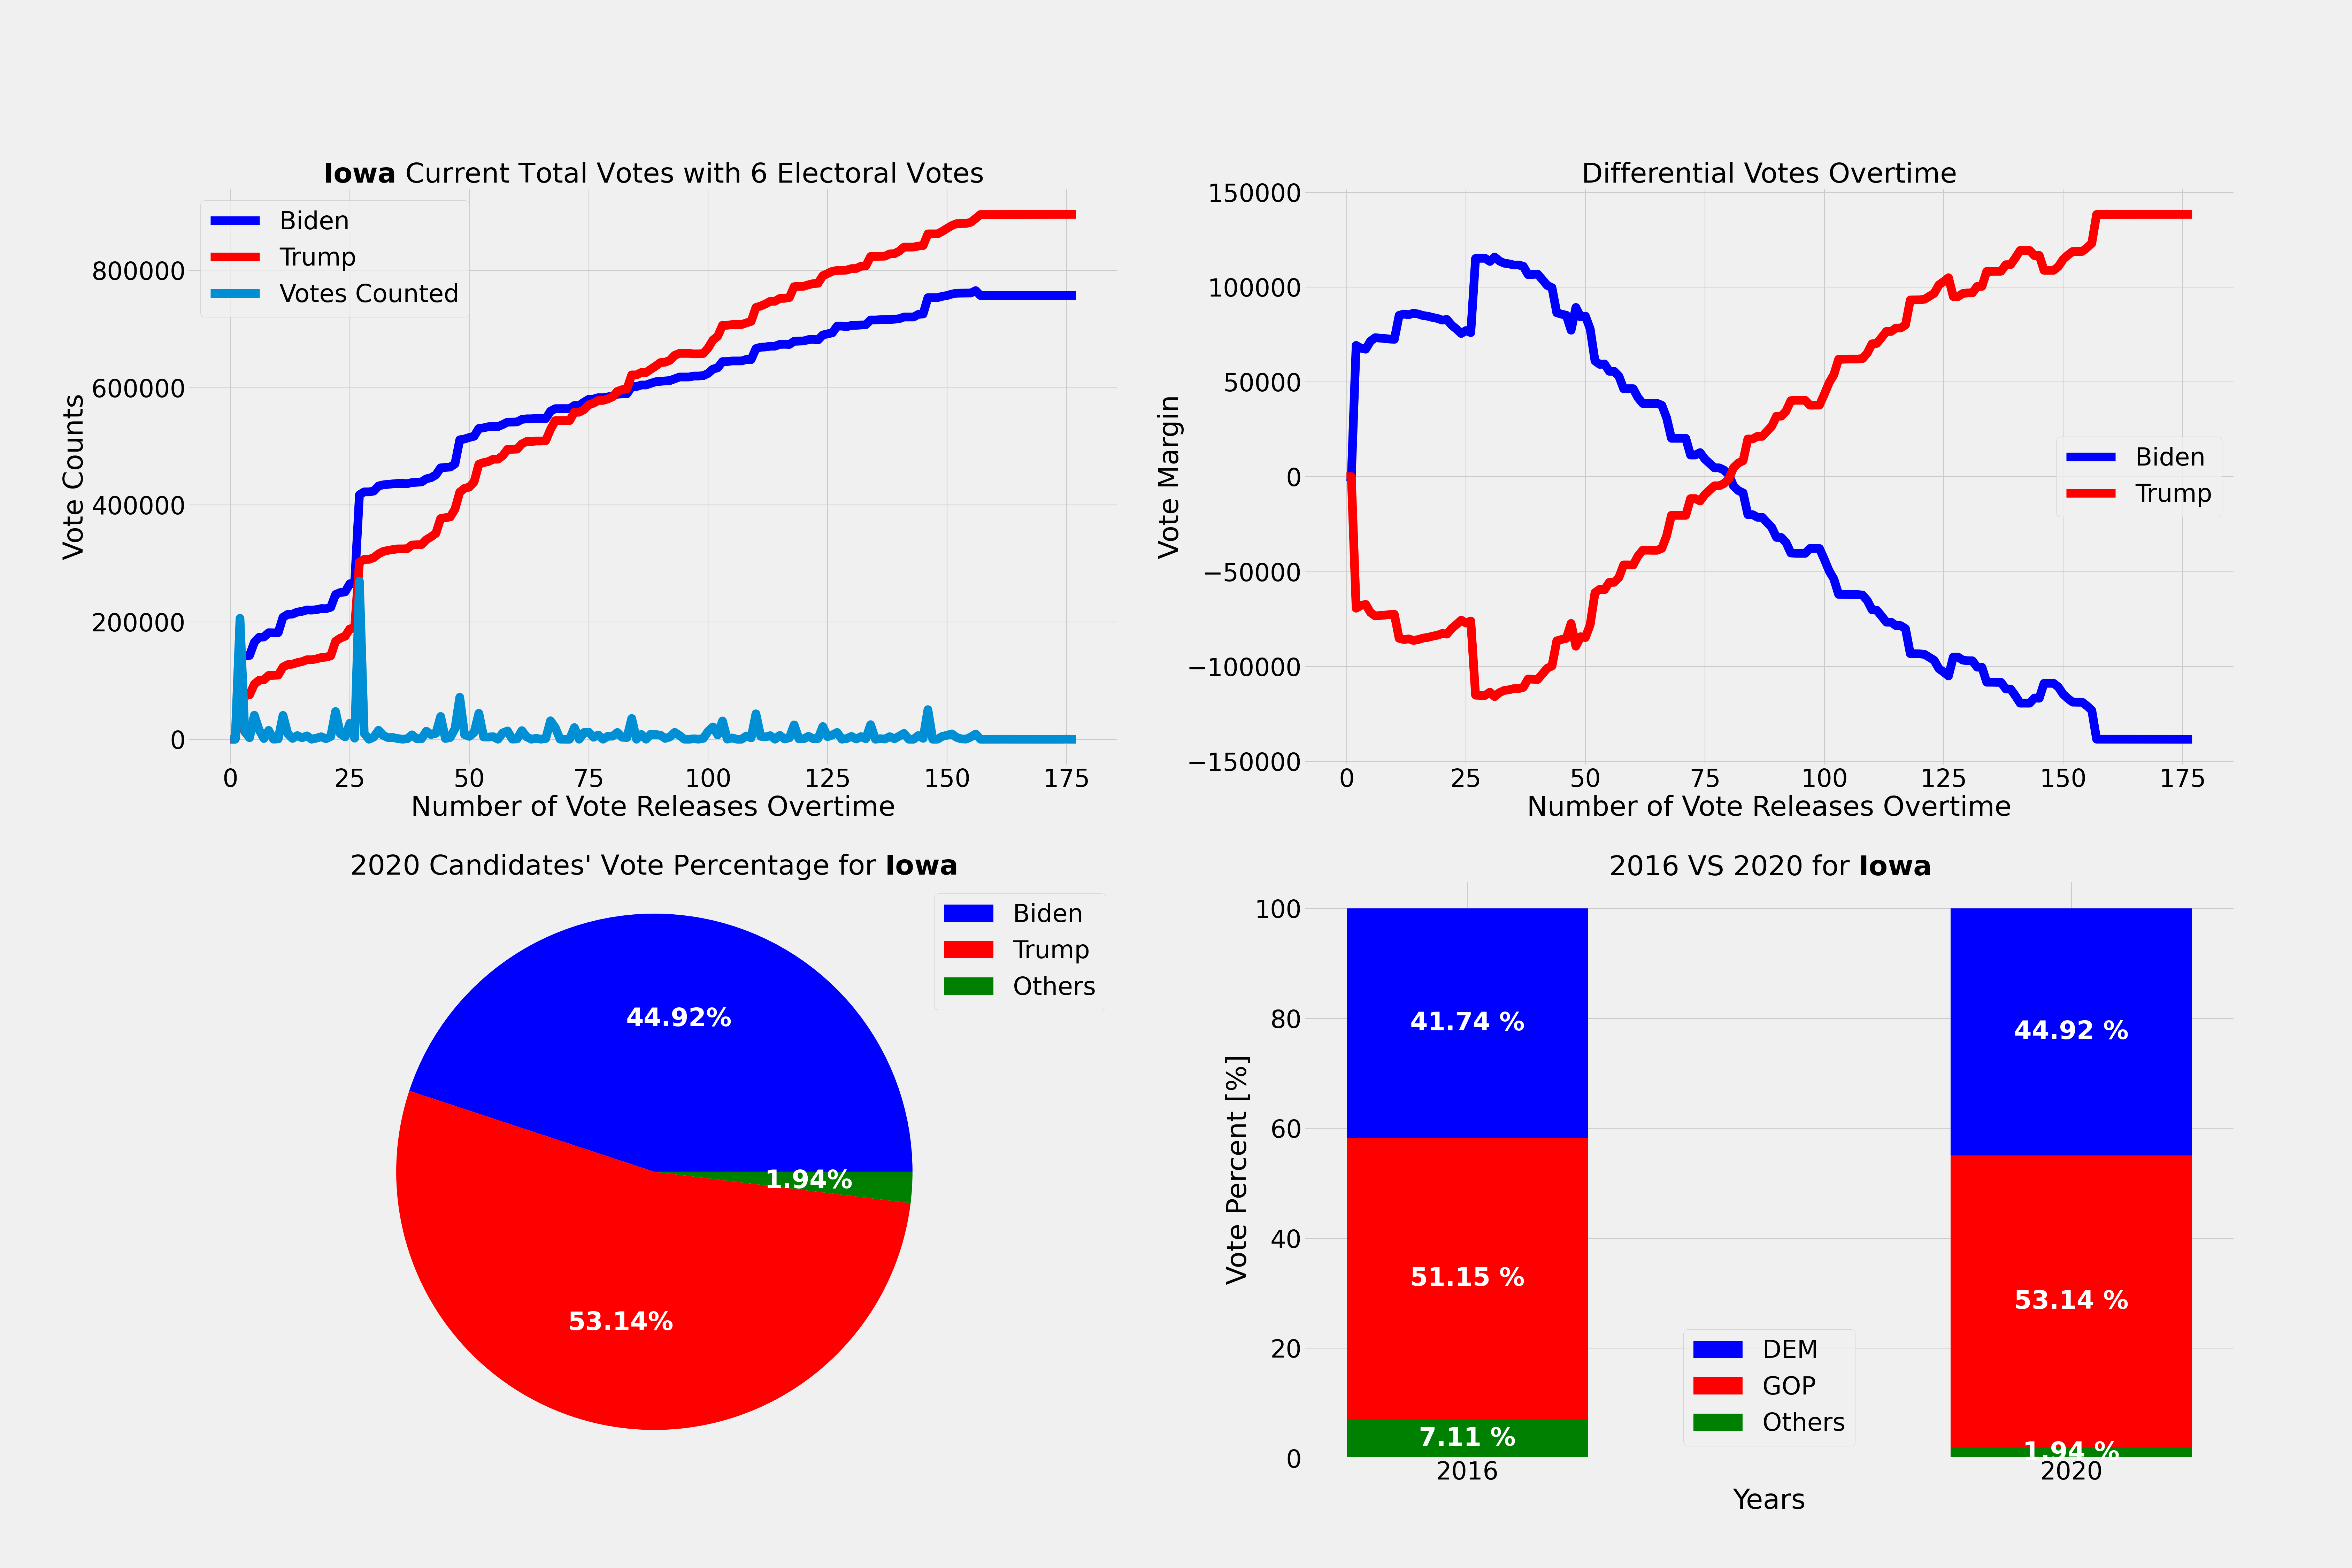 Iowa Current Total Votes with 6 Electoral Votes
Biden
Trump
Votes Counted
Vote Counts
800000
600000
400000
200000
0
0 25 50 75 100 125 150 175
Number of Vote Releases Overtime
Differential Votes Overtime
Biden
Trump
Vote Margin
150000
100000
50000
0
−50000
−100000
−150000
0 25 50 75 100 125 150 175
Number of Vote Releases Overtime
2020 Candidates' Vote Percentage for Iowa
Biden
Trump
Others
44.92%
1.94%
53.14%
2016 VS 2020 for Iowa
Vote Percent [%]
100
80
60
40
20
0
41.74 %
44.92 %
51.15 %
53.14 %
7.11 %
1.94 %
DEM
GOP
Others
2016 2020
Years